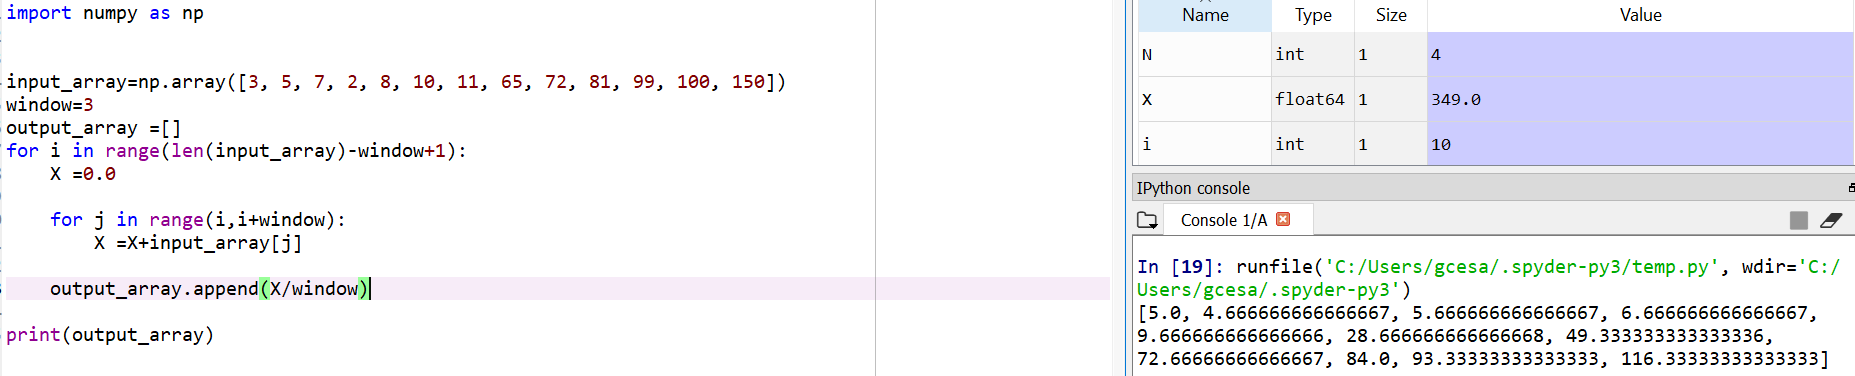 import numpy as np
input_array=np.array([3, 5, 7, 2, 8, 10, 11, 65, 72, 81, 99, 100, 150])
window=3
output_array =[]
for i in range(len(input_array)-window+1):
X =0.0
for j in range(i,i+window):
X =X+input_array[j]
output_array.append(X/window)
print(output_array)
Name Type Size Value
N int 1 4
X float64 1 349.0
i int 1 10
IPython console
Console 1/A
In [19]: runfile('C:/Users/gcesa/.spyder-py3/temp.py', wdir='C:/
Users/gcesa/.spyder-py3')
[5.0, 4.666666666666667, 5.666666666666667, 6.666666666666667,
9.666666666666666, 28.666666666666668, 49.333333333333336,
72.66666666666667, 84.0, 93.33333333333333, 116.33333333333333]